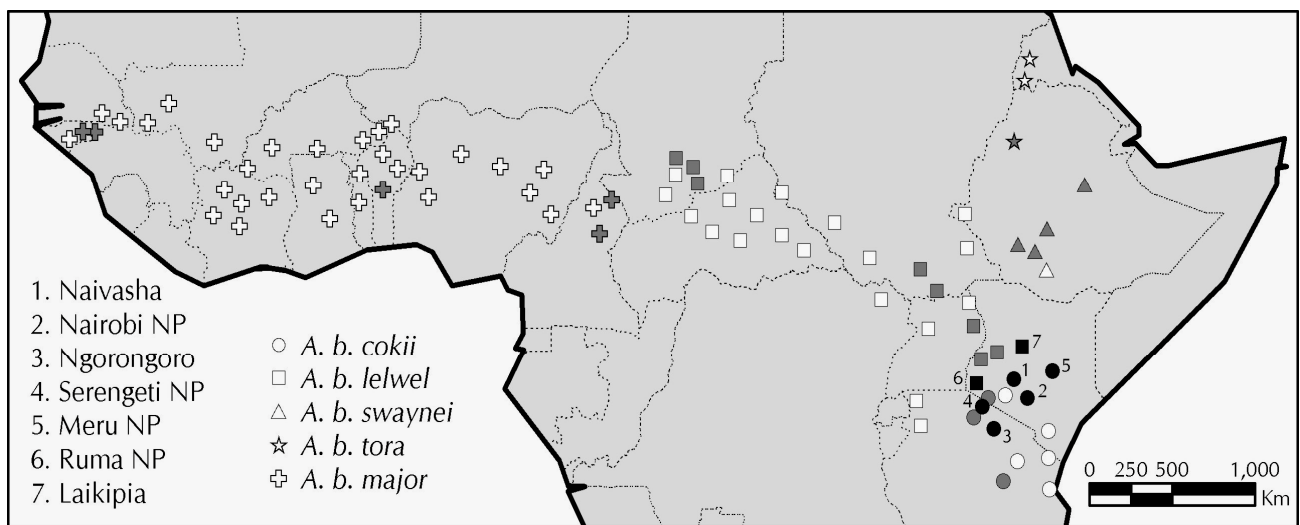 1. Naivasha
2. Nairobi NP
3. Ngorongoro
4. Serengeti NP
5. Meru NP
6. Ruma NP
7. Laikipia
A. b. cokii
A. b. lelwel
A. b. swaynei
A. b. tora
A. b. major
7
1
5
6
2
4
3
0 250 500 1,000
Km